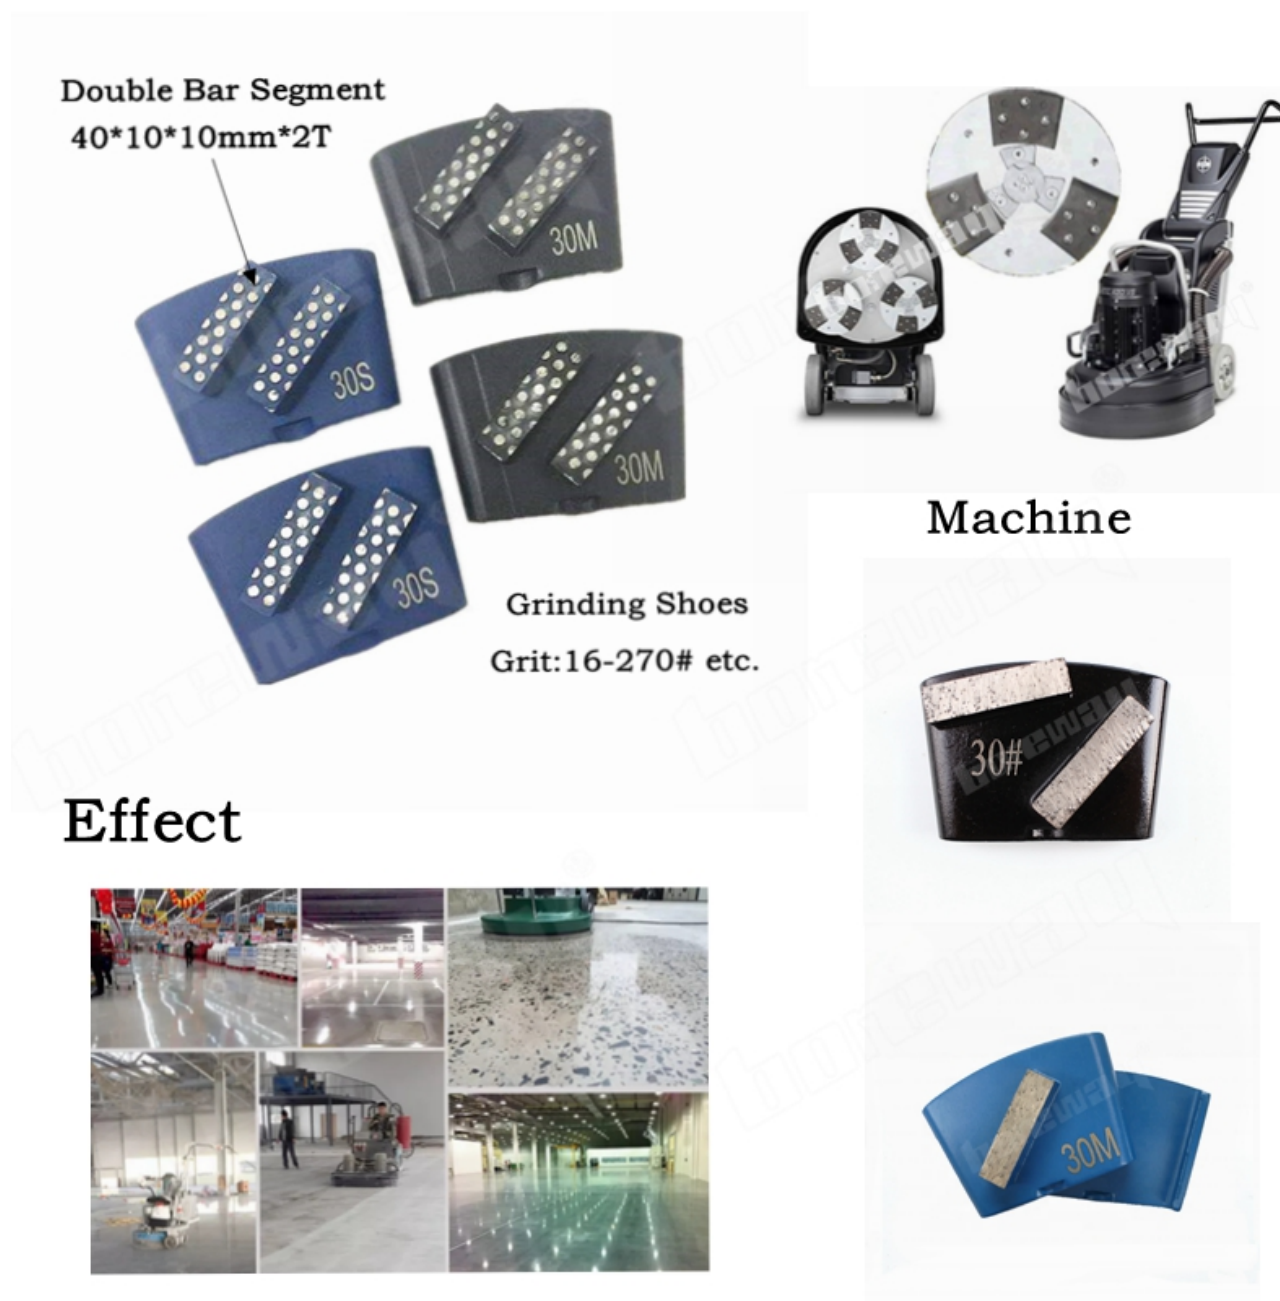 Double Bar Segment
40*10*10mm*2T
30M
30S
30M
30S
Grinding Shoes
Grit:16-270# etc.
Machine
30#
Effect
30M
boreway